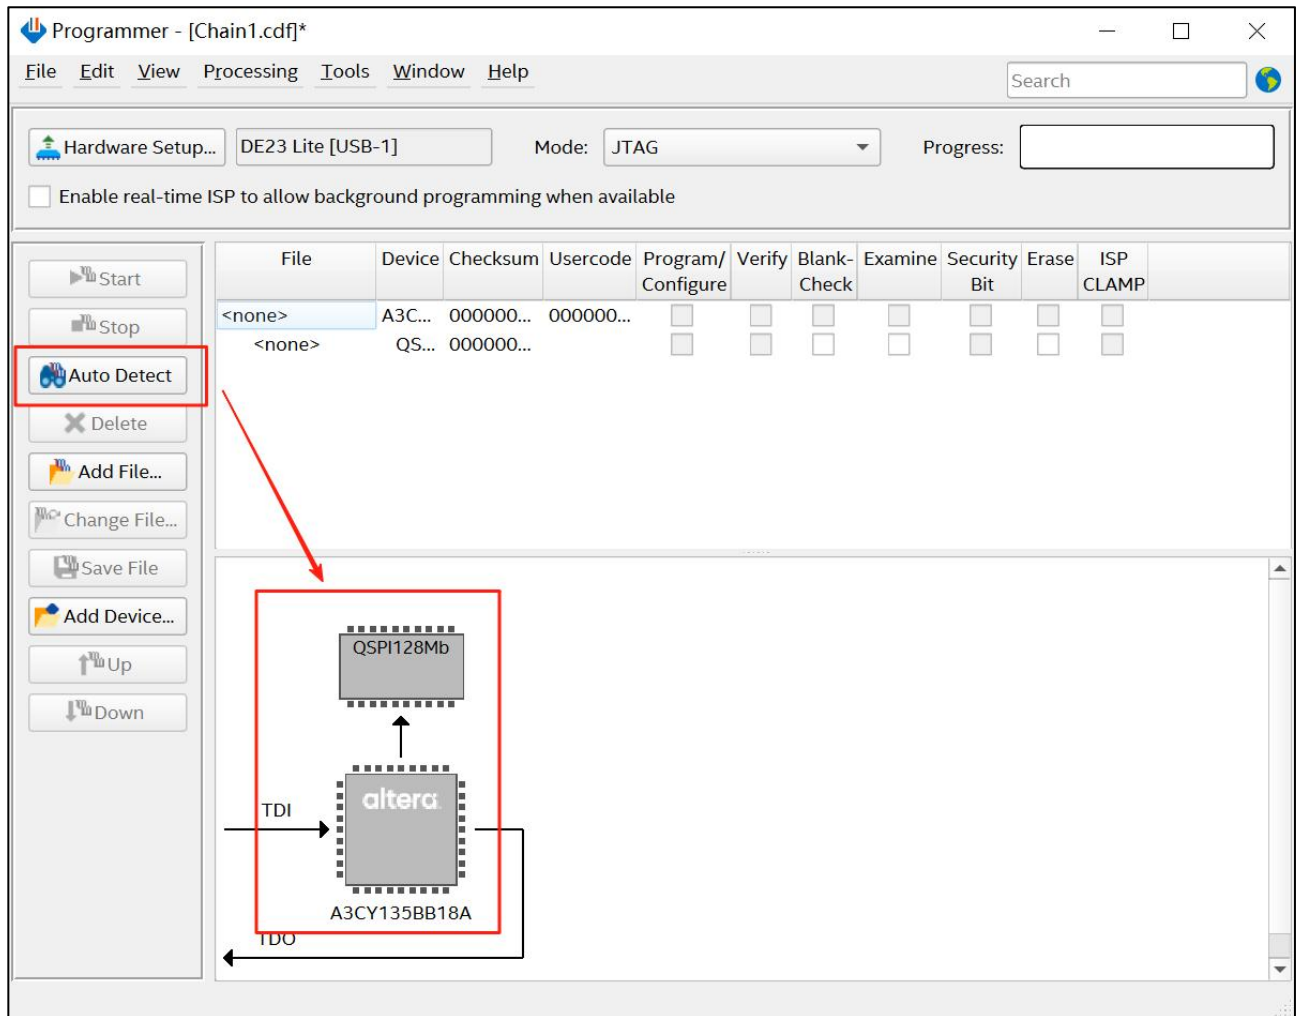 Programmer - [Chain1.cdf]*
File Edit View Processing Tools Window Help
Search
Hardware Setup... DE23 Lite [USB-1] Mode: JTAG Progress:
Enable real-time ISP to allow background programming when available
Start
Stop
Auto Detect
Delete
Add File...
Change File...
Save File
Add Device...
Up
Down
File Device Checksum Usercode Program/ Verify Blank- Examine Security Erase ISP
Configure Check Bit CLAMP
<none> A3C... 000000... 000000...
<none> QS... 000000...
QSPI128Mb
altera
TDI
A3CY135BB18A
TDO